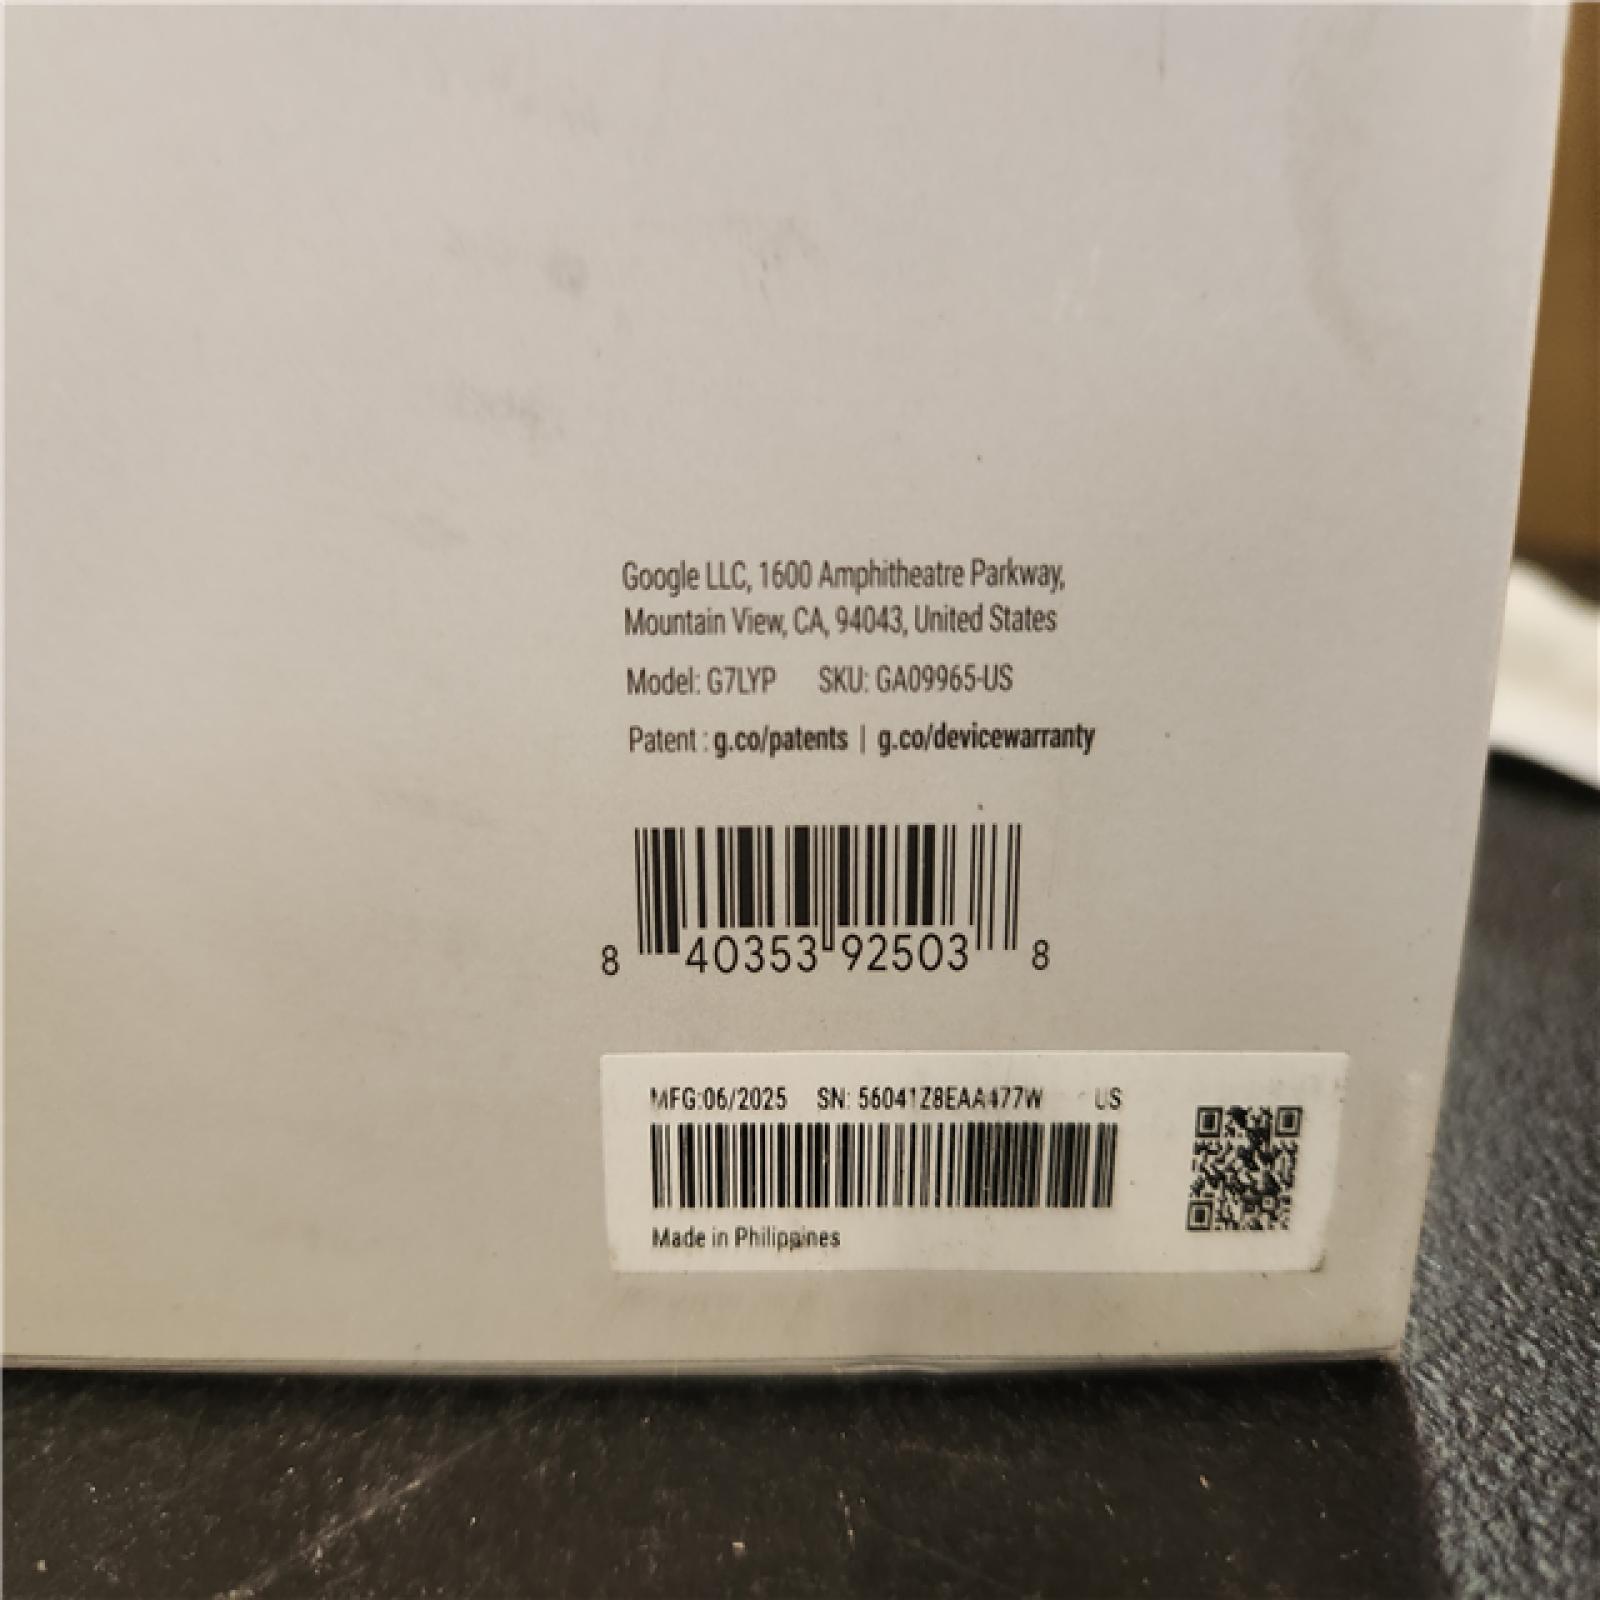 Google LLC, 1600 Amphitheatre Parkway,
Mountain View, CA, 94043, United States
Model: G7LYP SKU: GA09965-US
Patent : g.co/patents | g.co/devicewarranty
8 40353 92503 8
MFG:06/2025 SN: 56041Z8EAA477W US
Made in Philippines